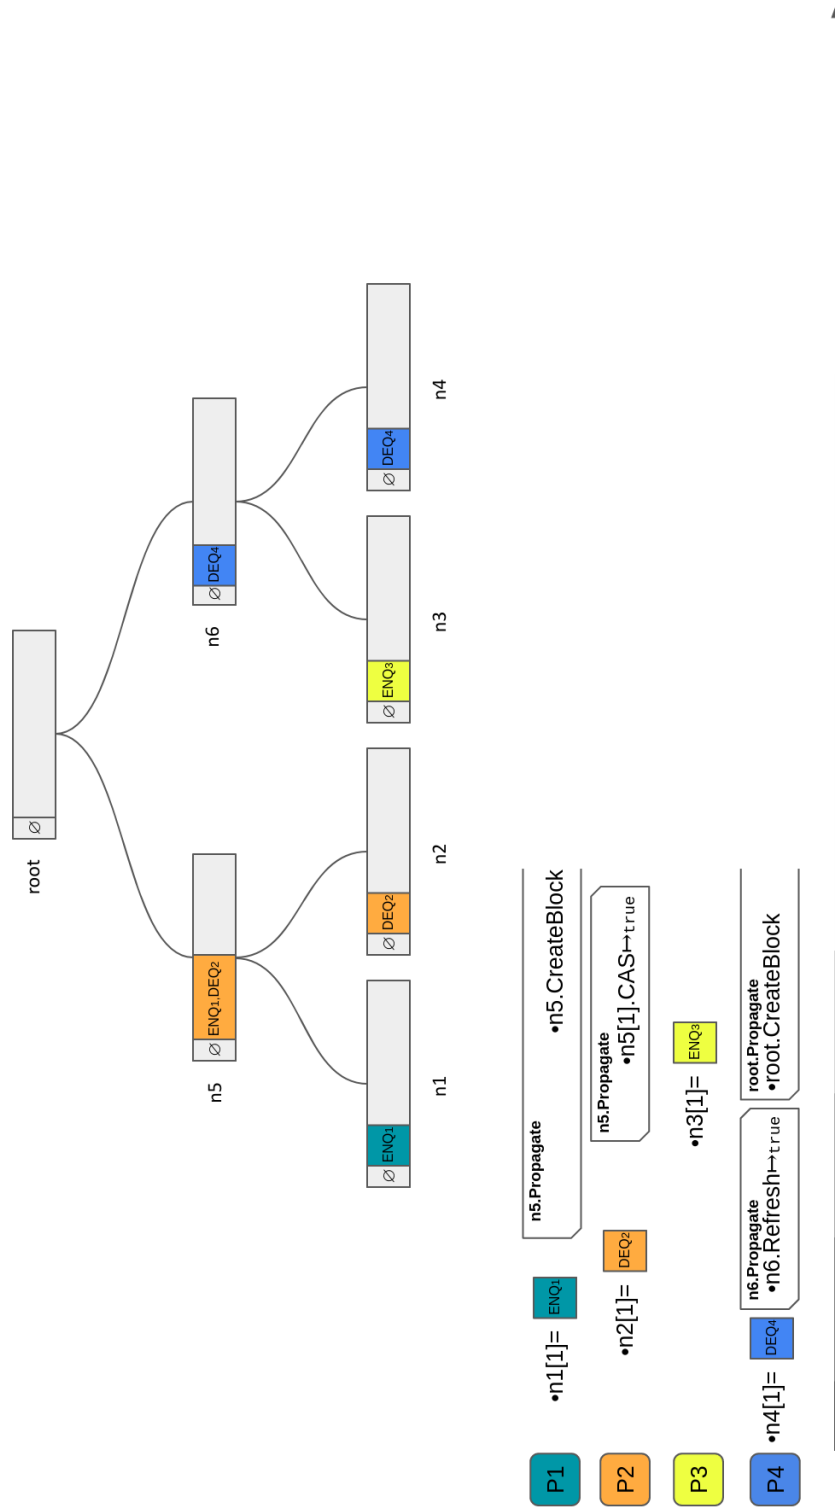 root
∅
n5
∅ ENQ1,DEQ2
n6
∅ DEQ4
∅ ENQ1
∅ DEQ2
∅ ENQ3
∅ DEQ4
n1
n2
n3
n4
P1
•n1[1]= ENQ1
n5.Propagate
•n5.CreateBlock
P2
•n2[1]= DEQ2
n5.Propagate
•n5[1].CAS↦true
P3
•n3[1]= ENQ3
P4
•n4[1]= DEQ4
n6.Propagate
•n6.Refresh↦true
root.Propagate
•root.CreateBlock